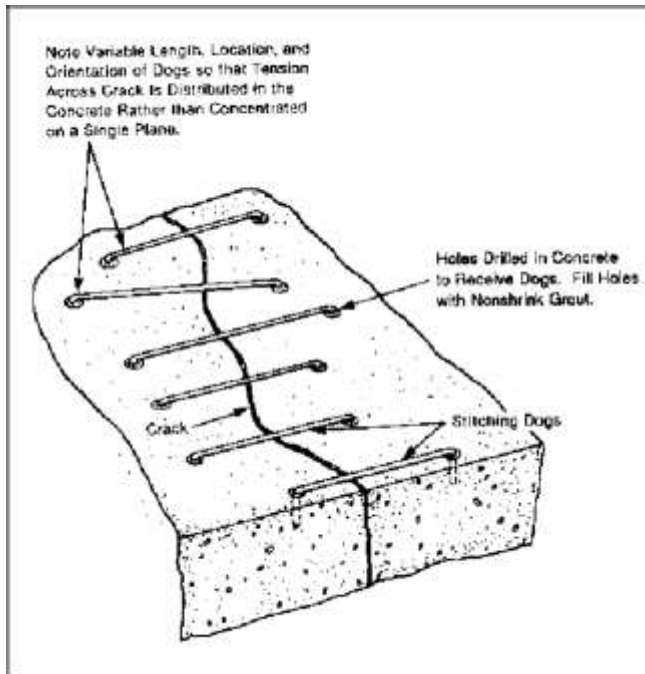 Note Variable Length, Location, and
Orientation of Dogs so that Tension
Across Crack is Distributed in the
Concrete Rather than Concentrated
on a Single Plane.
Holes Drilled in Concrete
to Receive Dogs. Fill Holes
with Nonshrink Grout.
Crack
Stitching Dogs